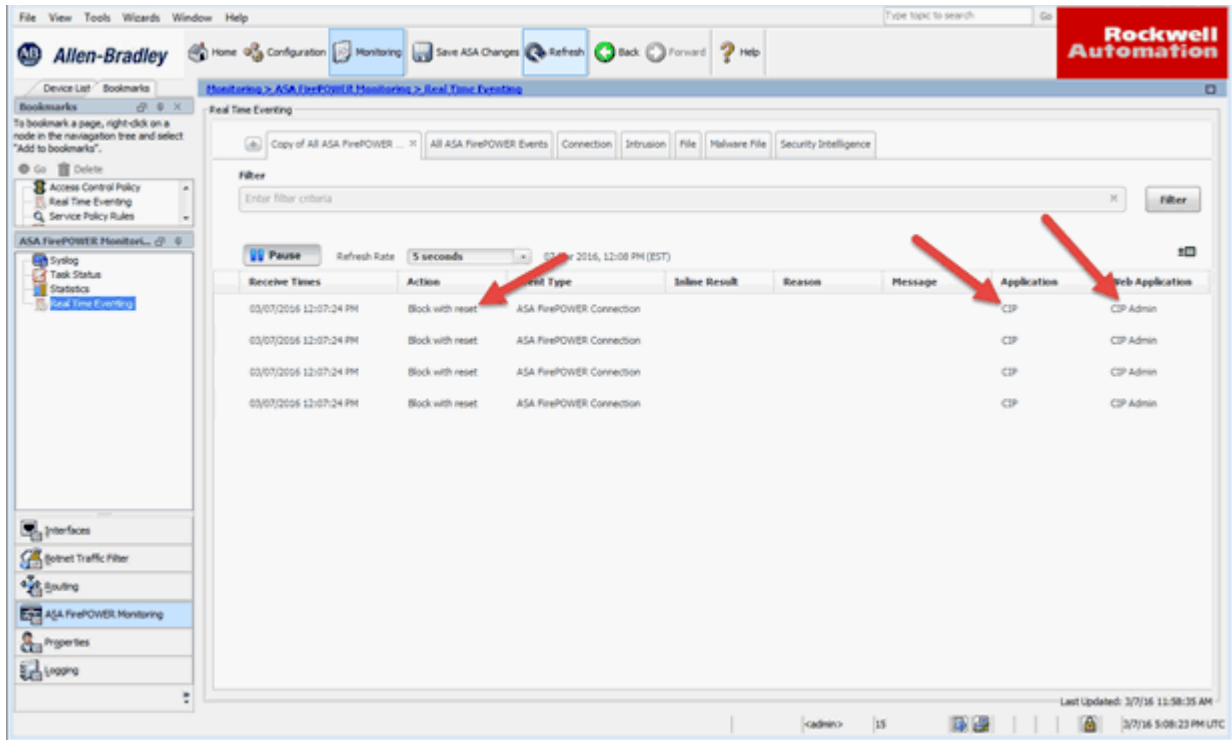 File View Tools Wizards Window Help
Type topic to search Go
Rockwell
Automation
AB Allen-Bradley Home Configuration Monitoring Save ASA Changes Refresh Back Forward Help
Device List Bookmarks
Monitoring > ASA FirePOWER Monitoring > Real Time Eventing
Bookmarks
Real Time Eventing
To bookmark a page, right-click on a
node in the naviagation tree and select
"Add to bookmarks".
Copy of All ASA FirePOWER ... All ASA FirePOWER Events Connection Intrusion File Malware File Security Intelligence
Go Delete
Filter
Access Control Policy
Real Time Eventing
Service Policy Rules
Enter filter criteria
Filter
ASA FirePOWER Monitori...
Syslog
Task Status
Statistics
Real Time Eventing
Pause Refresh Rate 5 seconds 2016, 12:08 PM (EST)
Receive Times Action Type Inline Result Reason Message Application Web Application
03/07/2016 12:07:24 PM Block with reset ASA FirePOWER Connection CIP CIP Admin
03/07/2016 12:07:24 PM Block with reset ASA FirePOWER Connection CIP CIP Admin
03/07/2016 12:07:24 PM Block with reset ASA FirePOWER Connection CIP CIP Admin
03/07/2016 12:07:24 PM Block with reset ASA FirePOWER Connection CIP CIP Admin
Interfaces
Botnet Traffic Filter
Routing
ASA FirePOWER Monitoring
Properties
Logging
Last Updated: 3/7/16 11:58:35 AM
<admin> 15 3/7/16 5:08:23 PM UTC